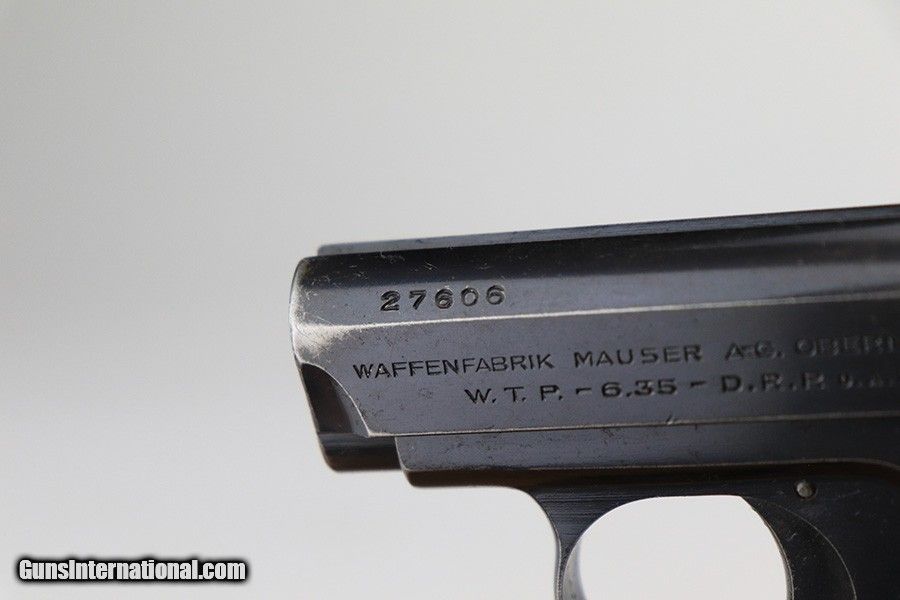 27606
WAFFENFABRIK MAUSER A.G.
W.T.P. - 6.35 - D.R.P.
GunsInternational.com